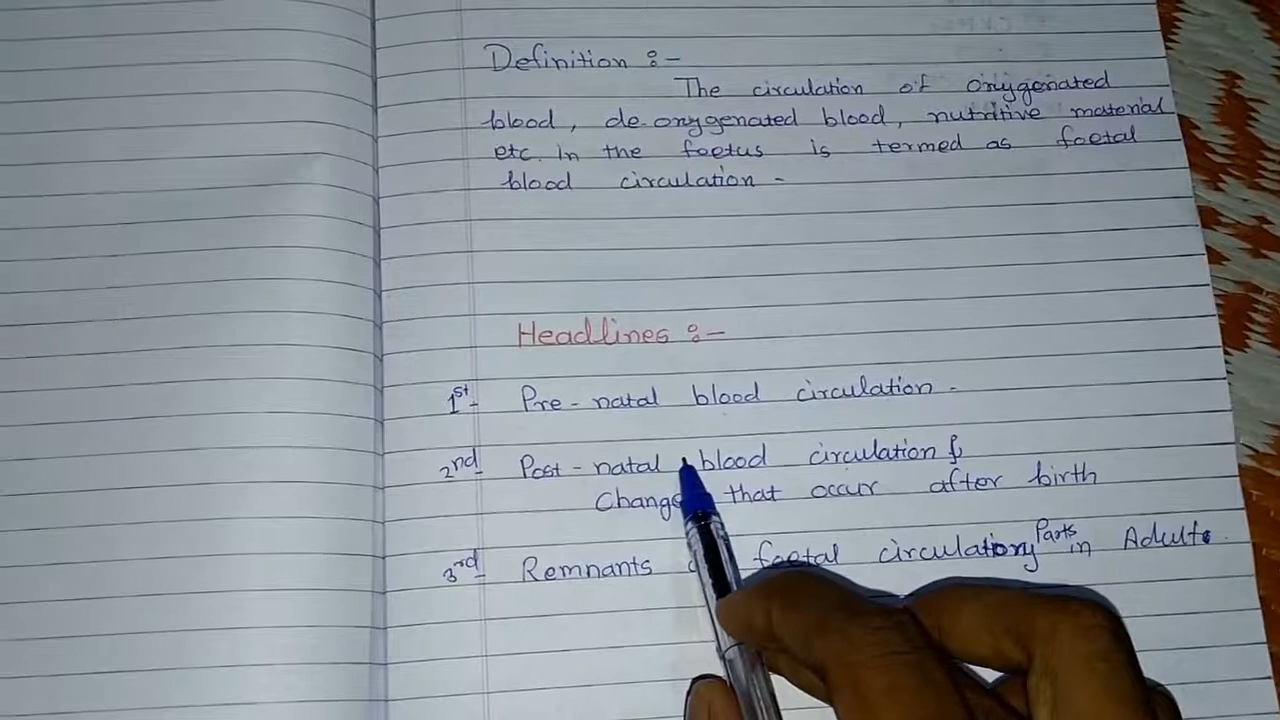 Definition :-
The circulation of oxygenated
blood, de oxygenated blood, nutritive material
etc. in the foetus is termed as foetal
blood circulation -
Headlines :-
1st- Pre-natal blood circulation -
2nd- Post-natal blood circulation &
Change that occur after birth
3rd- Remnants foetal circulatory Parts in Adult.